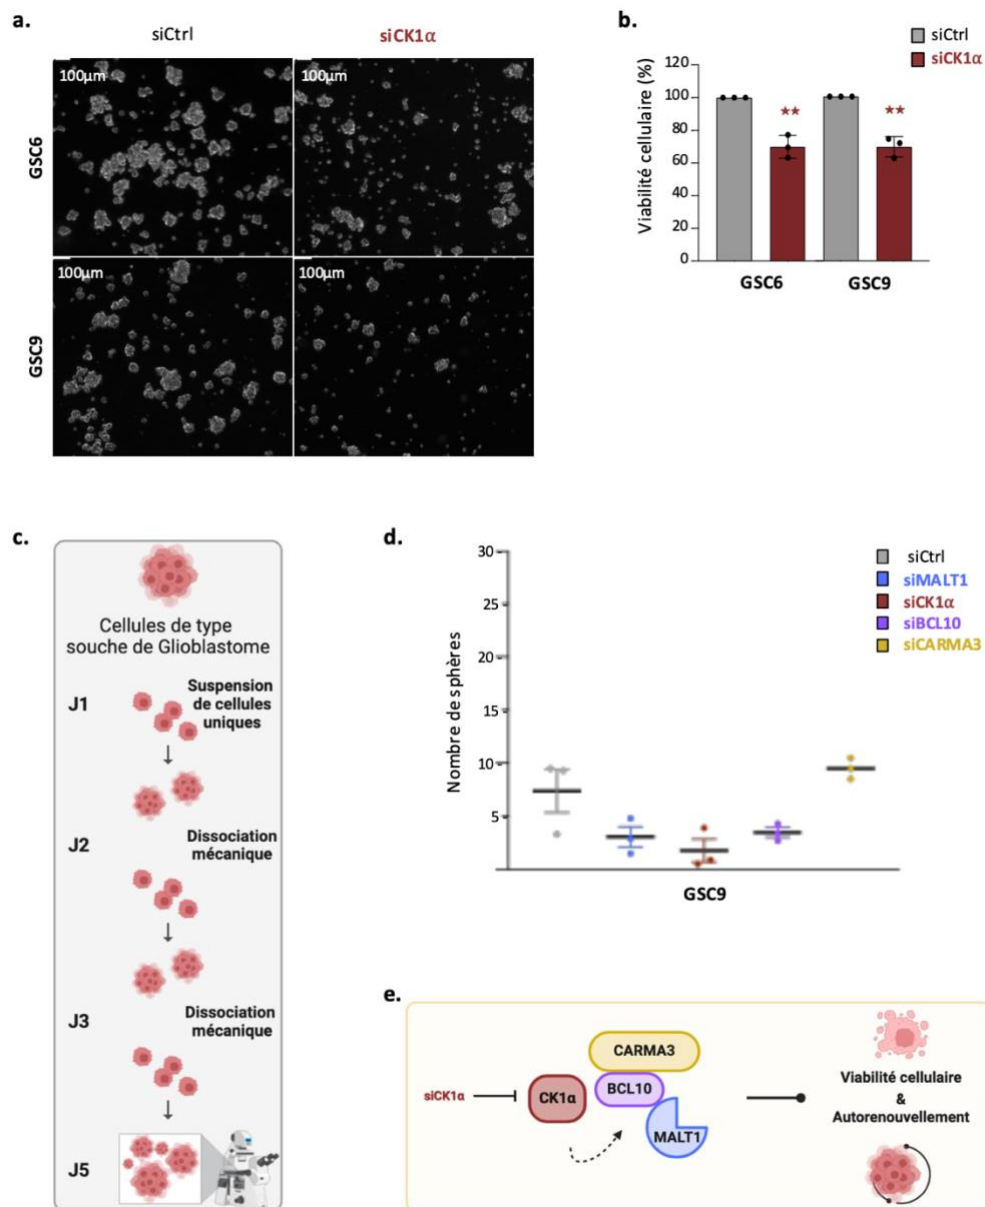 a.
siCtrl
siCK1α
GSC6
100µm
100µm
GSC9
100µm
100µm
b.
siCtrl
siCK1α
Viabilité cellulaire (%)
120
100
80
60
40
20
0
★★
★★
GSC6
GSC9
c.
Cellules de type
souche de Glioblastome
J1
Suspension
de cellules
uniques
J2
Dissociation
mécanique
J3
Dissociation
mécanique
J5
d.
Nombre de sphères
30
25
20
15
10
5
GSC9
siCtrl
siMALT1
siCK1α
siBCL10
siCARMA3
e.
siCK1α
CK1α
CARMA3
BCL10
MALT1
Viabilité cellulaire
&
Autorenouvellement